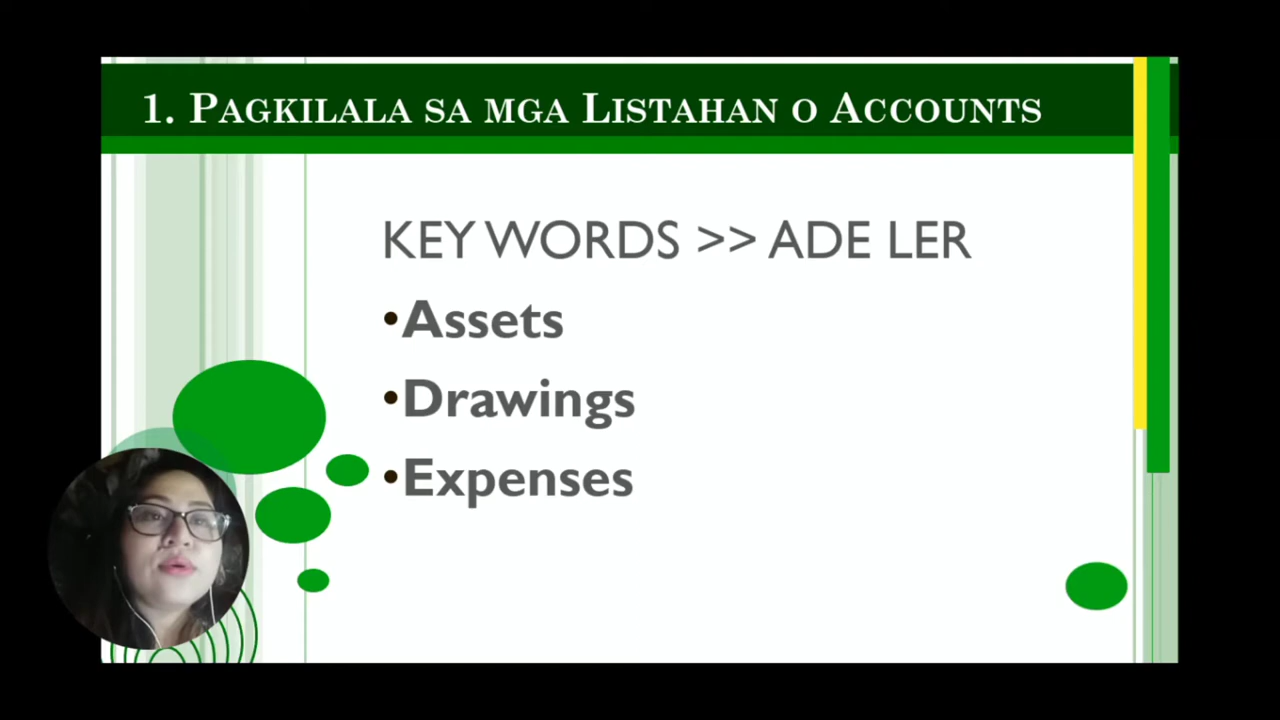 1. Pagkilala sa mga Listahan o Accounts
KEY WORDS >> ADE LER
•Assets
•Drawings
•Expenses